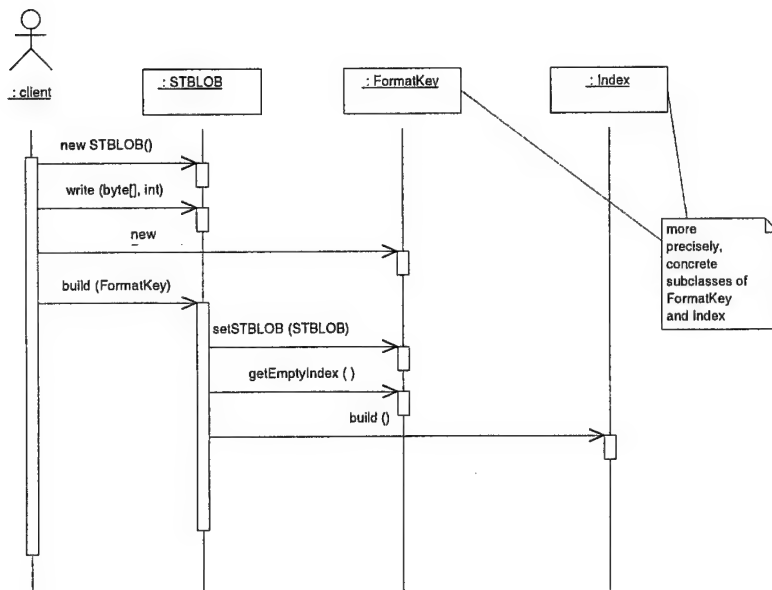 : STBLOB
: FormatKey
: Index
: client
new STBLOB()
write (byte[], int)
new
build (FormatKey)
setSTBLOB (STBLOB)
getEmptyIndex ( )
build ()
more
precisely,
concrete
subclasses of
FormatKey
and Index